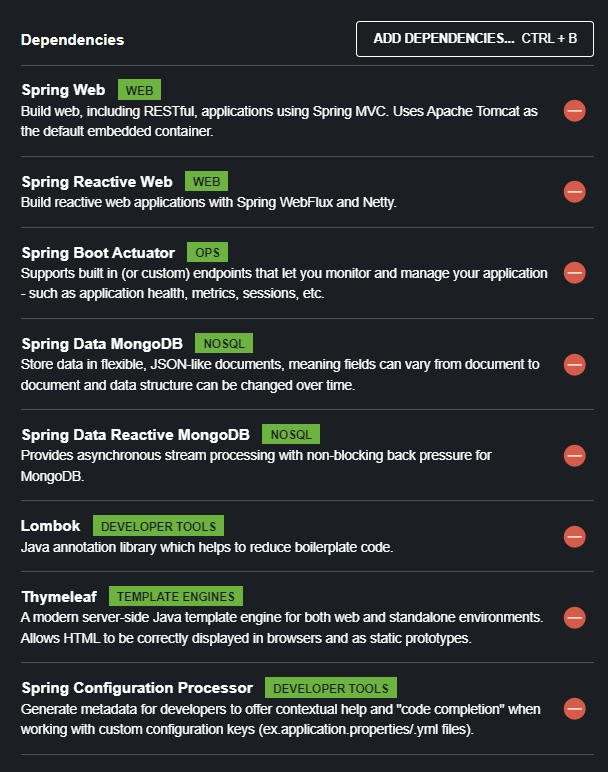 Dependencies
ADD DEPENDENCIES... CTRL + B
Spring Web WEB
Build web, including RESTful, applications using Spring MVC. Uses Apache Tomcat as
the default embedded container.
Spring Reactive Web WEB
Build reactive web applications with Spring WebFlux and Netty.
Spring Boot Actuator OPS
Supports built in (or custom) endpoints that let you monitor and manage your application
- such as application health, metrics, sessions, etc.
Spring Data MongoDB NOSQL
Store data in flexible, JSON-like documents, meaning fields can vary from document to
document and data structure can be changed over time.
Spring Data Reactive MongoDB NOSQL
Provides asynchronous stream processing with non-blocking back pressure for
MongoDB.
Lombok DEVELOPER TOOLS
Java annotation library which helps to reduce boilerplate code.
Thymeleaf TEMPLATE ENGINES
A modern server-side Java template engine for both web and standalone environments.
Allows HTML to be correctly displayed in browsers and as static prototypes.
Spring Configuration Processor DEVELOPER TOOLS
Generate metadata for developers to offer contextual help and "code completion" when
working with custom configuration keys (ex.application.properties/.yml files).